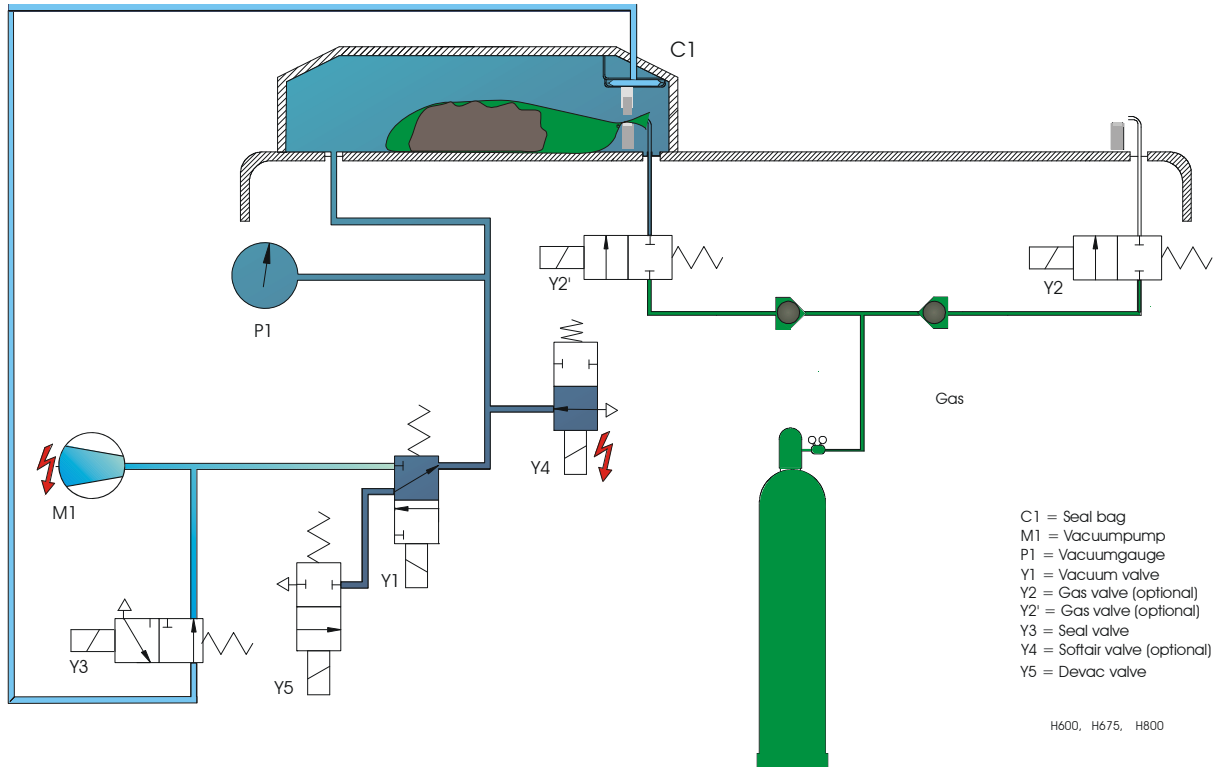 C1
Y2'
Y2
P1
Gas
Y4
M1
Y1
Y3
Y5
C1 = Seal bag
M1 = Vacuumpump
P1 = Vacuumgauge
Y1 = Vacuum valve
Y2 = Gas valve (optional)
Y2' = Gas valve (optional)
Y3 = Seal valve
Y4 = Softair valve (optional)
Y5 = Devac valve
H600, H675, H800